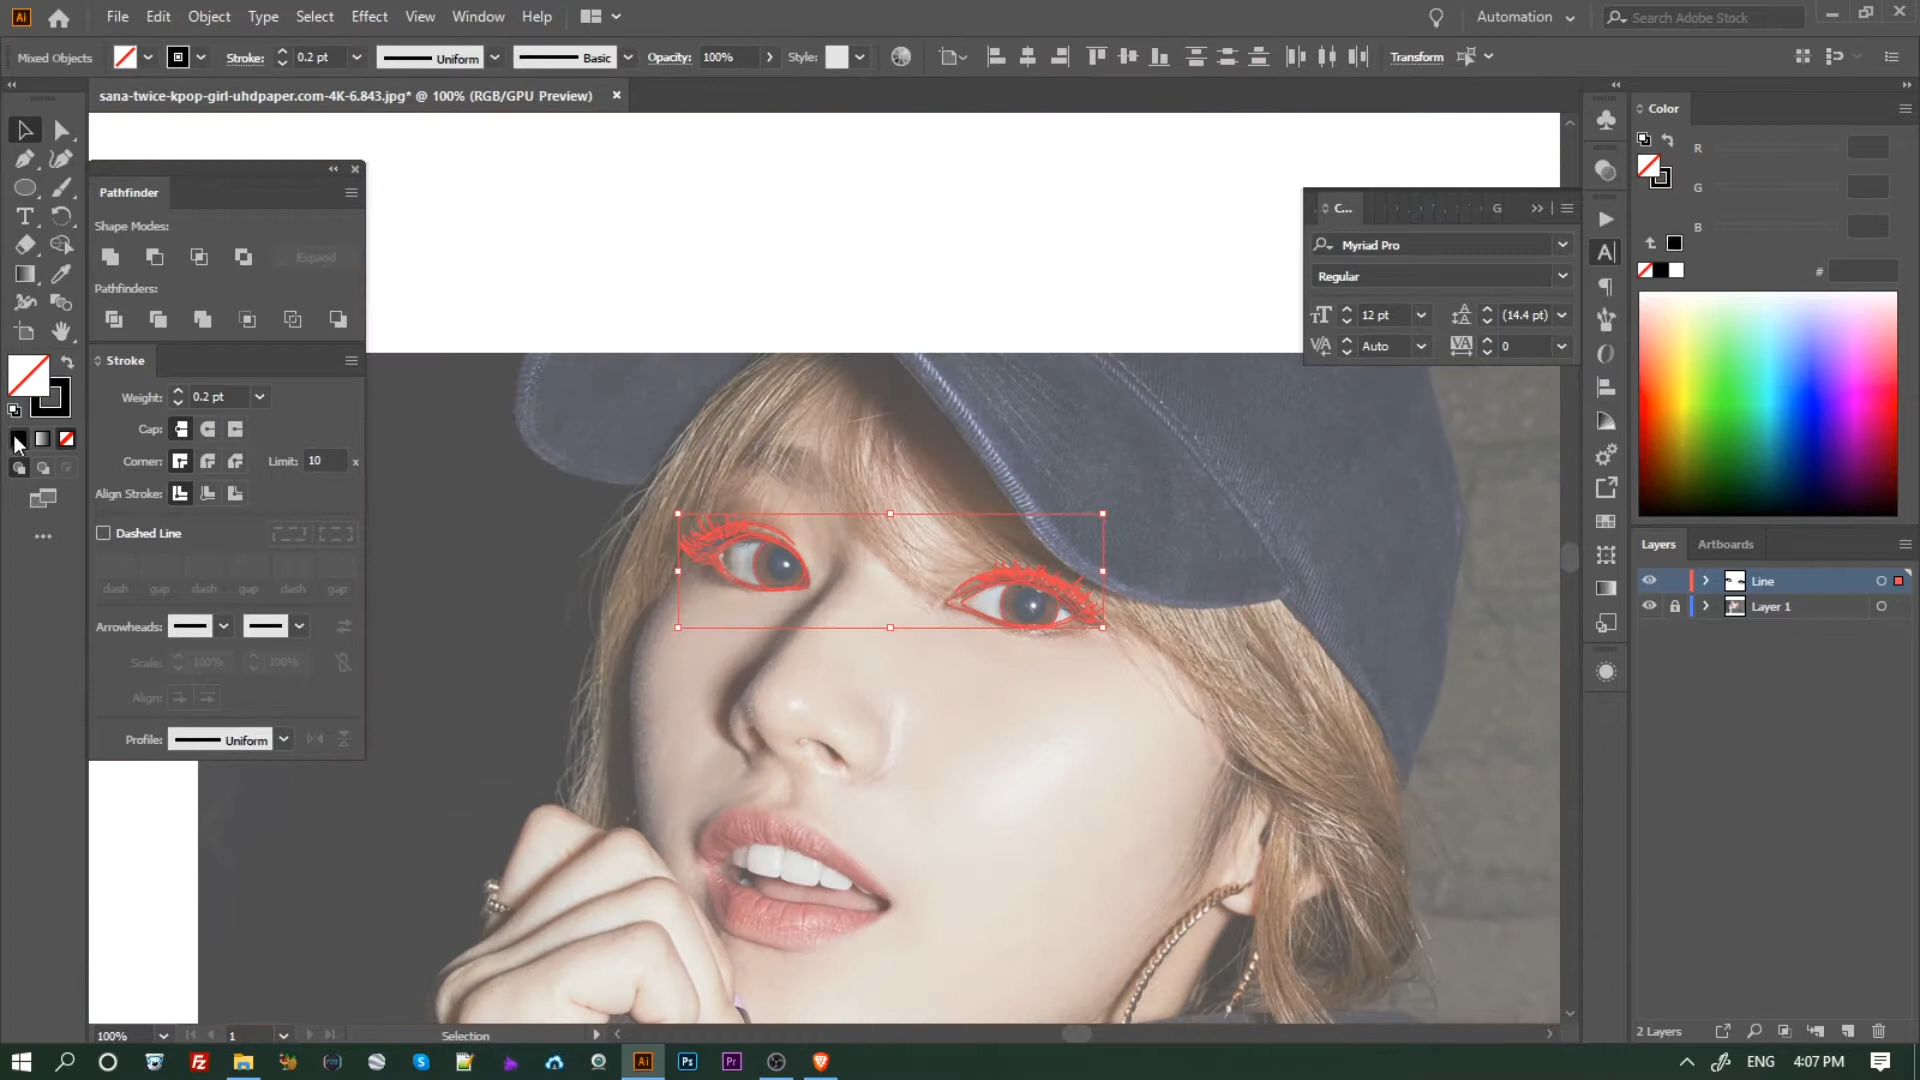 Ai File Edit Object Type Select Effect View Window Help Automation Search Adobe Stock
Mixed Objects Stroke: 0.2 pt Uniform Basic Opacity: 100% Style: Transform
sana-twice-kpop-girl-uhdpaper.com-4K-6.843.jpg* @ 100% (RGB/GPU Preview)
Pathfinder
Shape Modes:
Expand
Pathfinders:
Stroke
Weight: 0.2 pt
Cap:
Corner: Limit: 10 x
Align Stroke:
Dashed Line
dash gap dash gap dash gap
Arrowheads:
Scale: 100% 100%
Align:
Profile: Uniform
C... G
Myriad Pro
Regular
12 pt (14.4 pt)
Auto 0
Color
R
G
B
#
Layers Artboards
Line
Layer 1
2 Layers
100% 1 Selection
Fz Ai Ps Pr ENG 4:07 PM